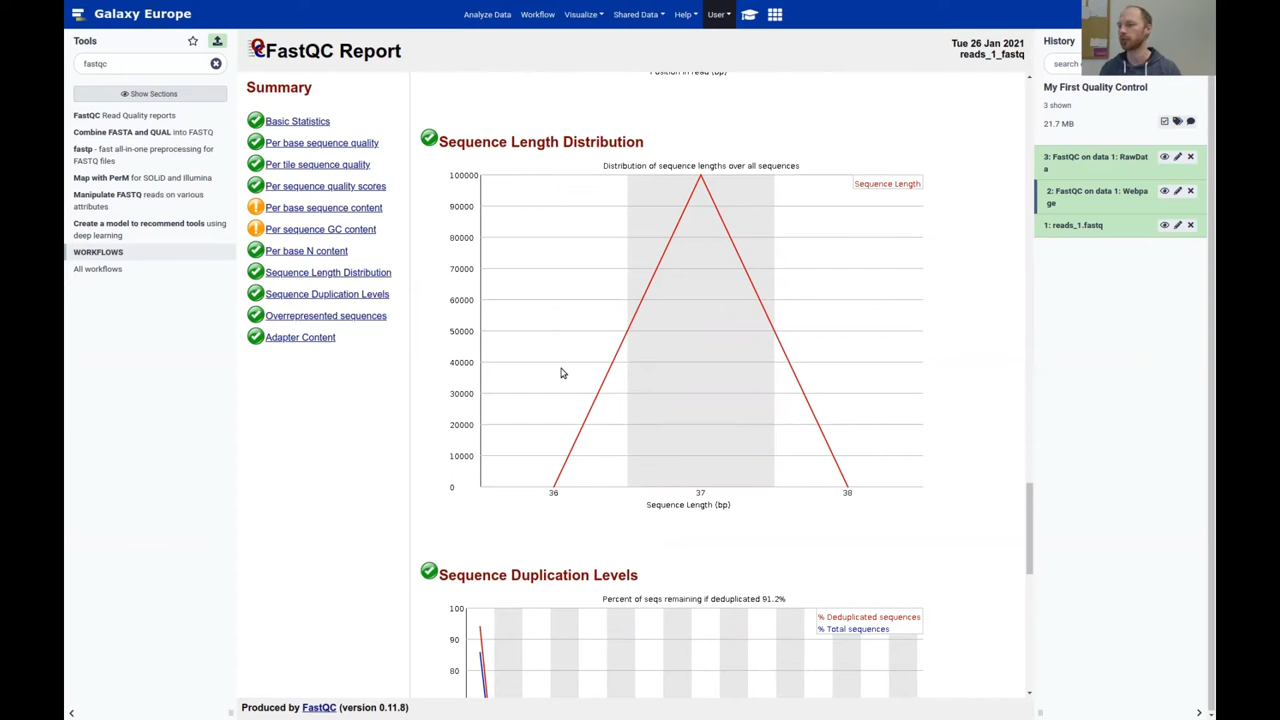 Galaxy Europe
Analyze Data
Workflow
Visualize
Shared Data
Help
User
Tools
fastqc
Show Sections
FastQC Read Quality reports
Combine FASTA and QUAL into FASTQ
fastp - fast all-in-one preprocessing for
FASTQ files
Map with PerM for SOLiD and Illumina
Manipulate FASTQ reads on various
attributes
Create a model to recommend tools using
deep learning
WORKFLOWS
All workflows
FastQC Report
Tue 26 Jan 2021
reads_1_fastq
Summary
Basic Statistics
Per base sequence quality
Per tile sequence quality
Per sequence quality scores
Per base sequence content
Per sequence GC content
Per base N content
Sequence Length Distribution
Sequence Duplication Levels
Overrepresented sequences
Adapter Content
Position in read (bp)
Sequence Length Distribution
Distribution of sequence lengths over all sequences
Sequence Length
100000
90000
80000
70000
60000
50000
40000
30000
20000
10000
0
36 37 38
Sequence Length (bp)
Sequence Duplication Levels
Percent of seqs remaining if deduplicated 91.2%
% Deduplicated sequences
% Total sequences
100
90
80
Produced by FastQC (version 0.11.8)
History
search
My First Quality Control
3 shown
21.7 MB
3: FastQC on data 1: RawDat
a
2: FastQC on data 1: Webpa
ge
1: reads_1.fastq